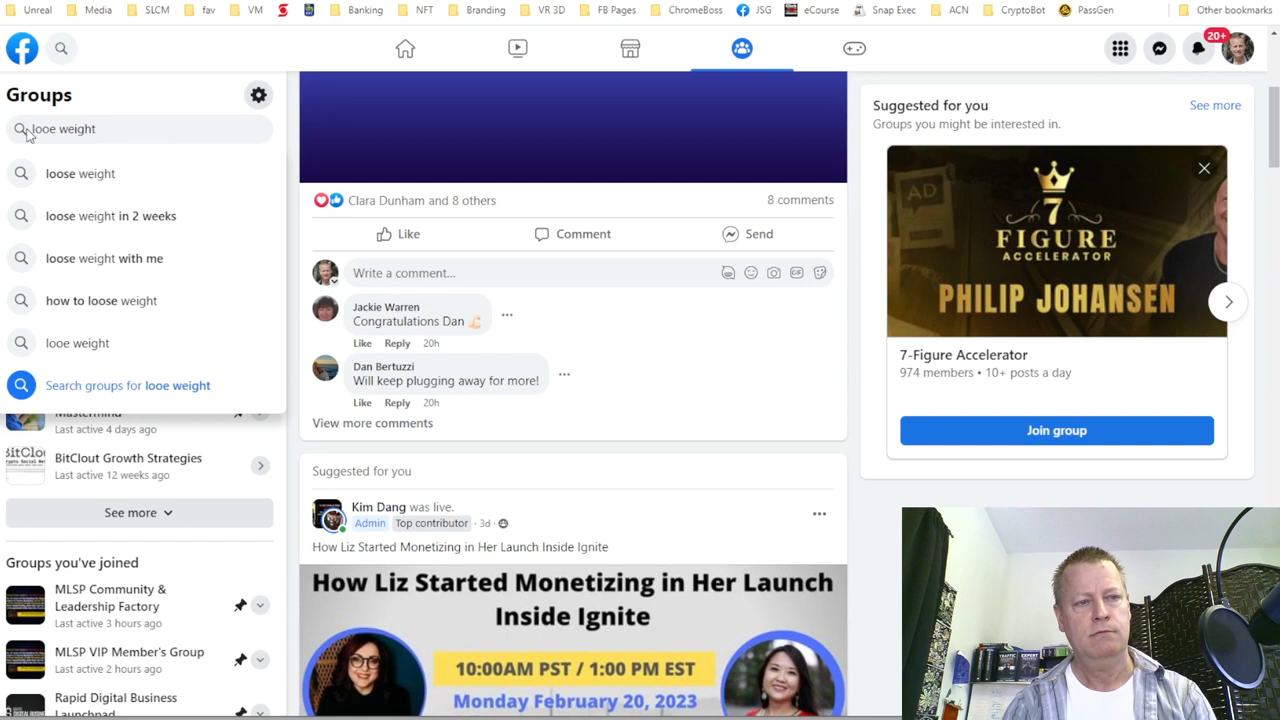 Unreal
Media
SLCM
fav
VM
Banking
NFT
Branding
VR 3D
FB Pages
ChromeBoss
JSG
eCourse
Snap Exec
ACN
CryptoBot
PassGen
Other bookmarks
20+
Groups
looe weight
loose weight
loose weight in 2 weeks
loose weight with me
how to loose weight
looe weight
Search groups for looe weight
Mastermind
Last active 4 days ago
BitClout Growth Strategies
Last active 12 weeks ago
See more
Groups you've joined
MLSP Community &
Leadership Factory
Last active 3 hours ago
MLSP VIP Member's Group
Last active 2 hours ago
Rapid Digital Business
Launchpad
Clara Dunham and 8 others
8 comments
Like
Comment
Send
Write a comment...
GIF
Jackie Warren
Congratulations Dan
Like Reply 20h
Dan Bertuzzi
Will keep plugging away for more!
Like Reply 20h
View more comments
Suggested for you
Kim Dang was live.
Admin Top contributor · 3d ·
How Liz Started Monetizing in Her Launch Inside Ignite
How Liz Started Monetizing in Her Launch
Inside Ignite
10:00AM PST / 1:00 PM EST
Monday February 20, 2023
Suggested for you
See more
Groups you might be interested in.
AD
7
FIGURE
ACCELERATOR
PHILIP JOHANSEN
7-Figure Accelerator
974 members • 10+ posts a day
Join group